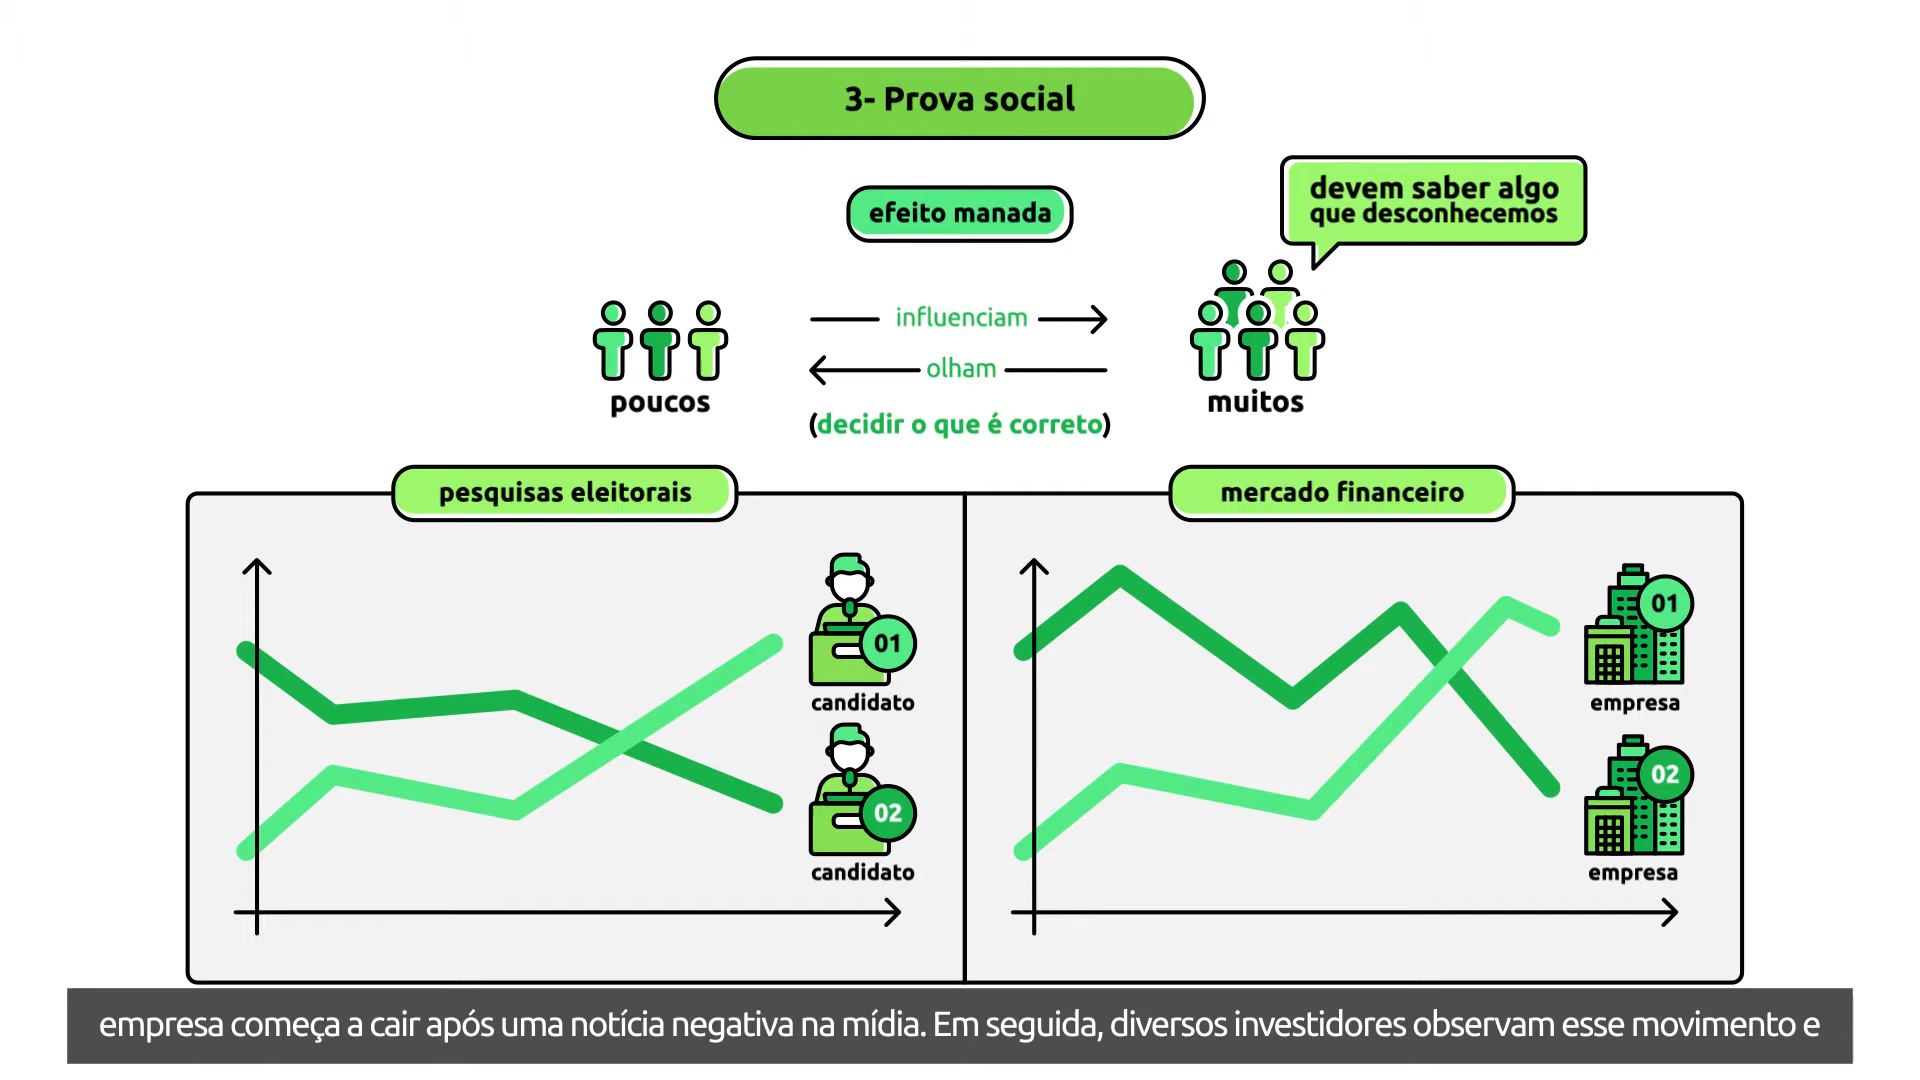 3- Prova social
efeito manada
devem saber algo
que desconhecemos
influenciam
olham
poucos
muitos
(decidir o que é correto)
pesquisas eleitorais
mercado financeiro
01
candidato
02
candidato
01
empresa
02
empresa
empresa começa a cair após uma notícia negativa na mídia. Em seguida, diversos investidores observam esse movimento e